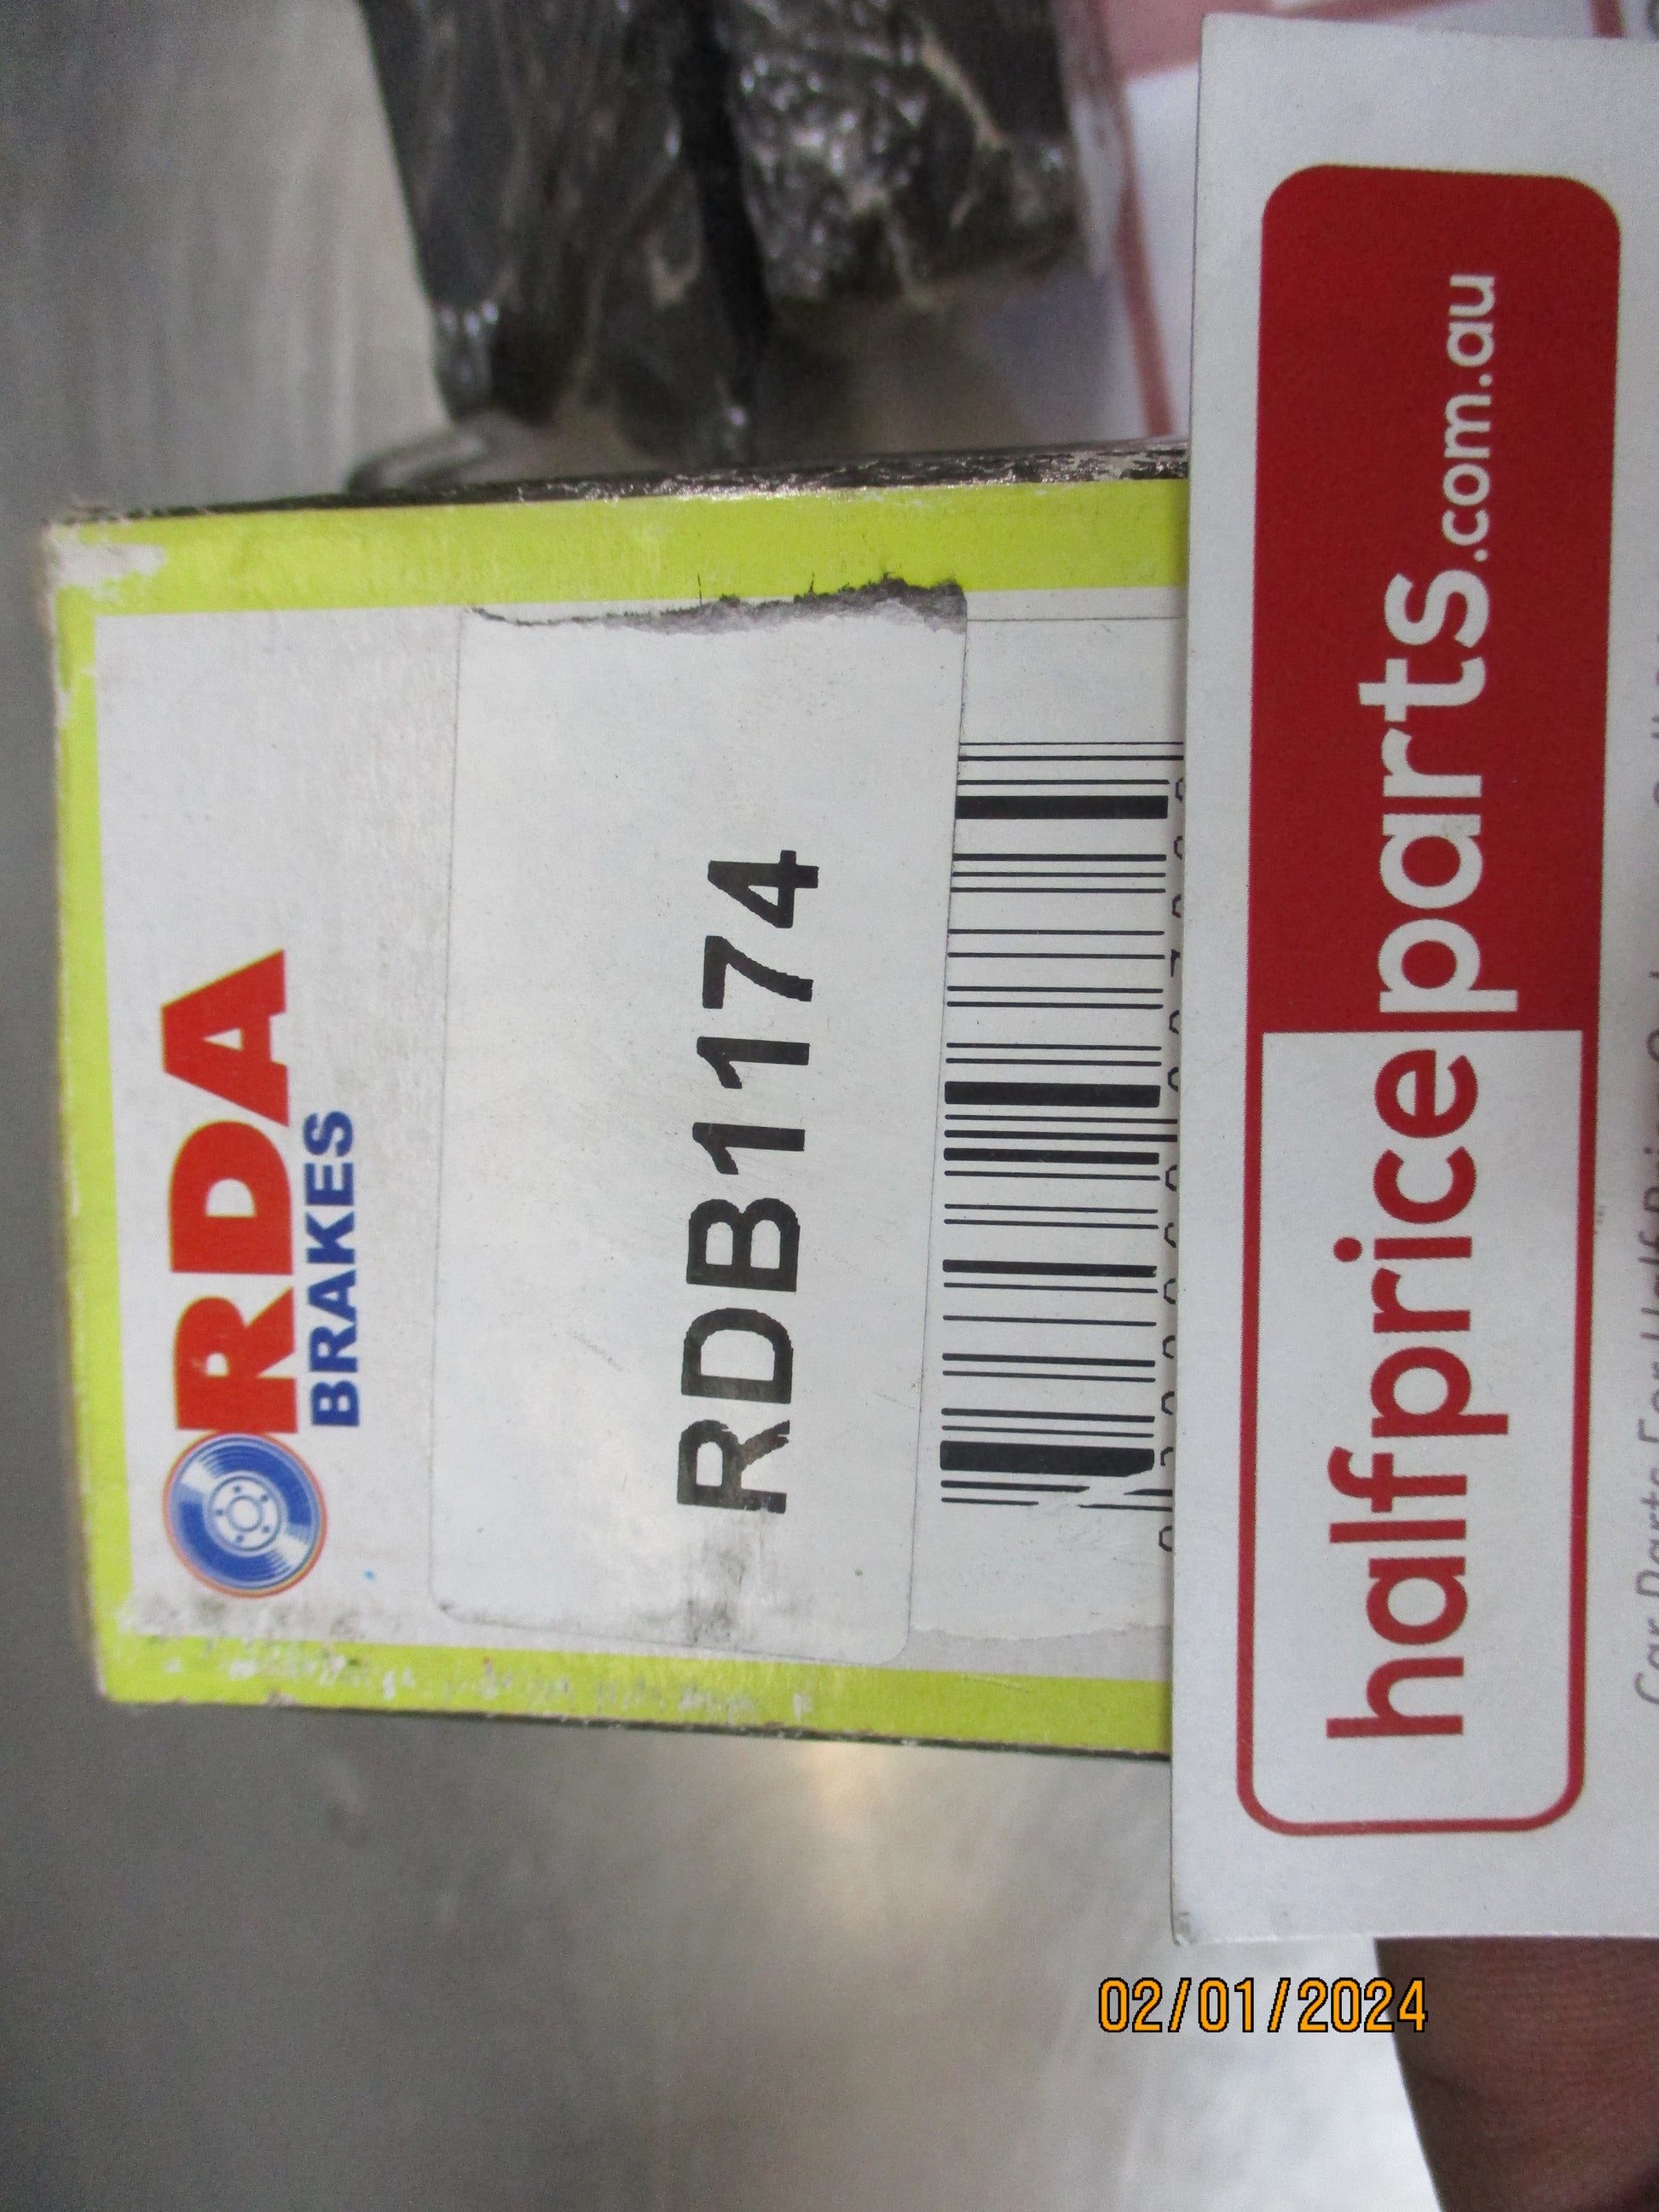 RDA
BRAKES
RDB1174
halfpriceparts.com.au
02/01/2024